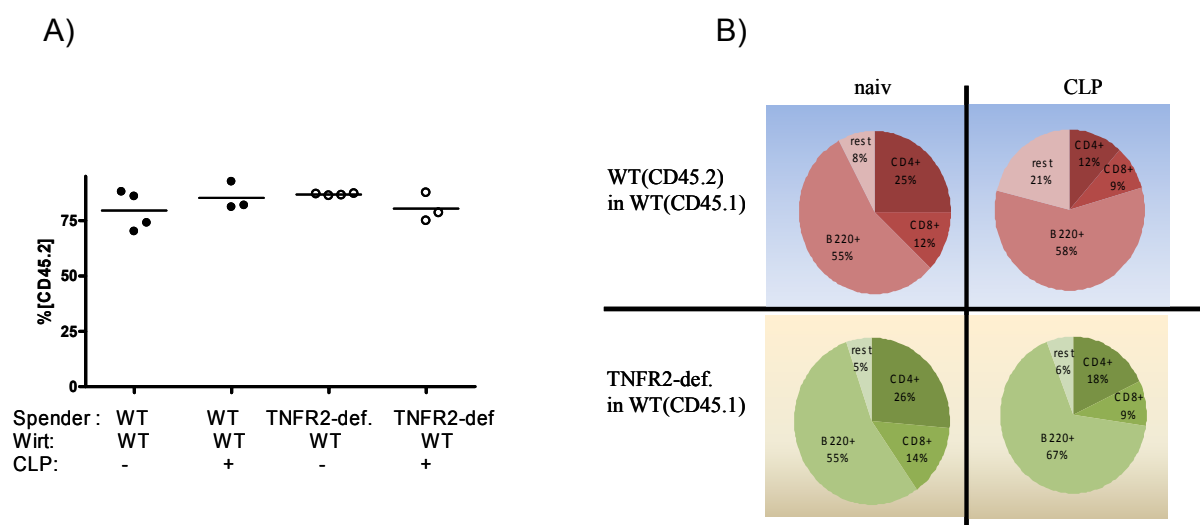 A)
B)
%[CD45.2]
75
50
25
0
Spender : WT WT TNFR2-def. TNFR2-def
Wirt: WT WT WT WT
CLP: - + - +
naiv CLP
WT(CD45.2)
in WT(CD45.1)
rest
8%
CD4+
25%
CD8+
12%
B220+
55%
rest
21%
CD4+
12%
CD8+
9%
B220+
58%
TNFR2-def.
in WT(CD45.1)
rest
5%
CD4+
26%
CD8+
14%
B220+
55%
rest
6%
CD4+
18%
CD8+
9%
B220+
67%